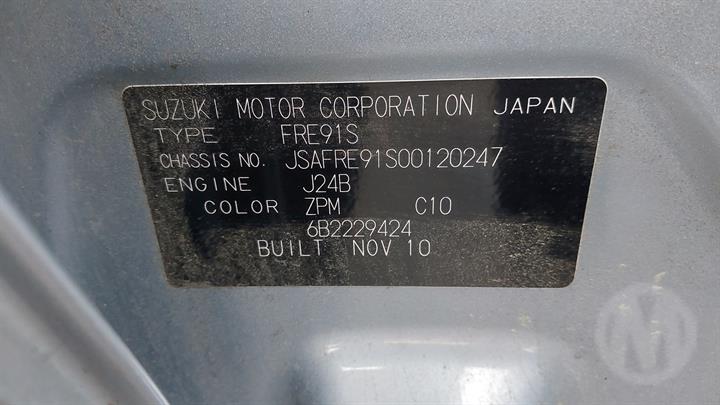 SUZUKI MOTOR CORPORATION JAPAN
TYPE FRE91S
CHASSIS NO. JSAFRE91S00120247
ENGINE J24B
COLOR ZPM C10
6B2229424
BUILT NOV 10
M